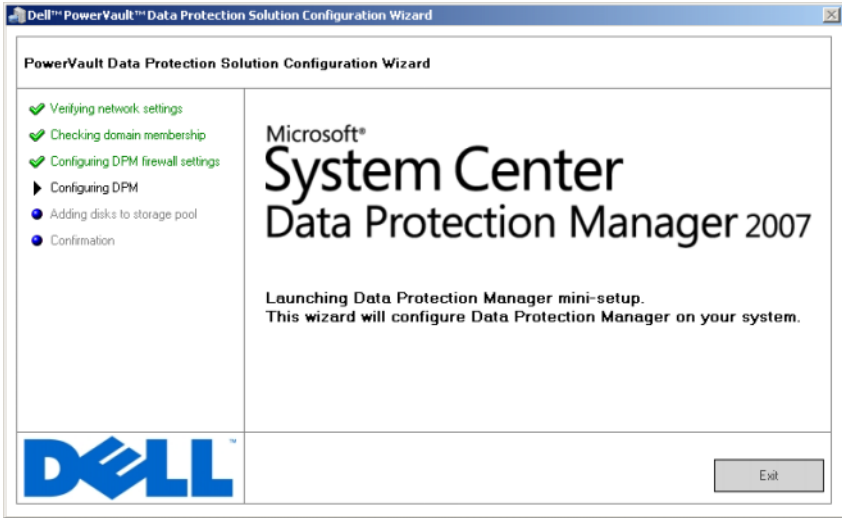 Dell™ PowerVault™ Data Protection Solution Configuration Wizard
PowerVault Data Protection Solution Configuration Wizard
Verifying network settings
Checking domain membership
Configuring DPM firewall settings
Configuring DPM
Adding disks to storage pool
Confirmation
Microsoft®
System Center
Data Protection Manager 2007
Launching Data Protection Manager mini-setup.
This wizard will configure Data Protection Manager on your system.
DELL™
Exit